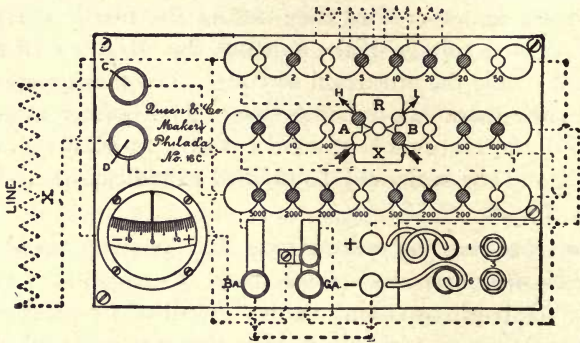 C
D
Queen & Co.
Makers
Philada
No. 16C.
LINE
X
1 2 2 5 10 20 20 50
H L
R
A B
X
1 10 100 1 10 100 1000
5000 2000 2000 1000 500 200 200 100
- 10 0 10 +
BA. GA.
+
-
6